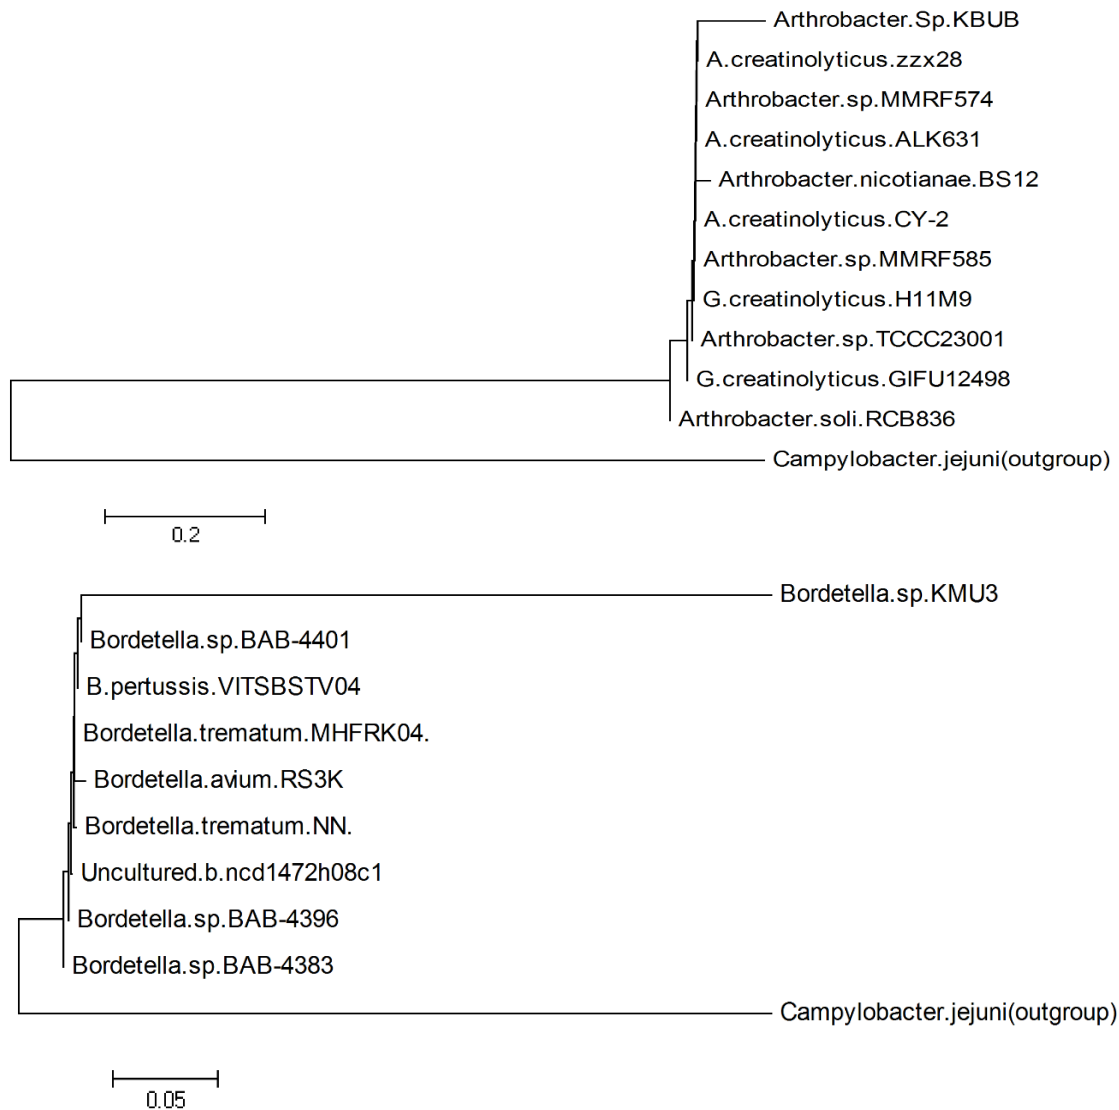 Arthrobacter.Sp.KBUB
A.creatinolyticus.zzx28
Arthrobacter.sp.MMRF574
A.creatinolyticus.ALK631
Arthrobacter.nicotianae.BS12
A.creatinolyticus.CY-2
Arthrobacter.sp.MMRF585
G.creatinolyticus.H11M9
Arthrobacter.sp.TCCC23001
G.creatinolyticus.GIFU12498
Arthrobacter.soli.RCB836
Campylobacter.jejuni(outgroup)
0.2
Bordetella.sp.KMU3
Bordetella.sp.BAB-4401
B.pertussis.VITSBSTV04
Bordetella.trematum.MHFRK04.
Bordetella.avium.RS3K
Bordetella.trematum.NN.
Uncultured.b.ncd1472h08c1
Bordetella.sp.BAB-4396
Bordetella.sp.BAB-4383
Campylobacter.jejuni(outgroup)
0.05